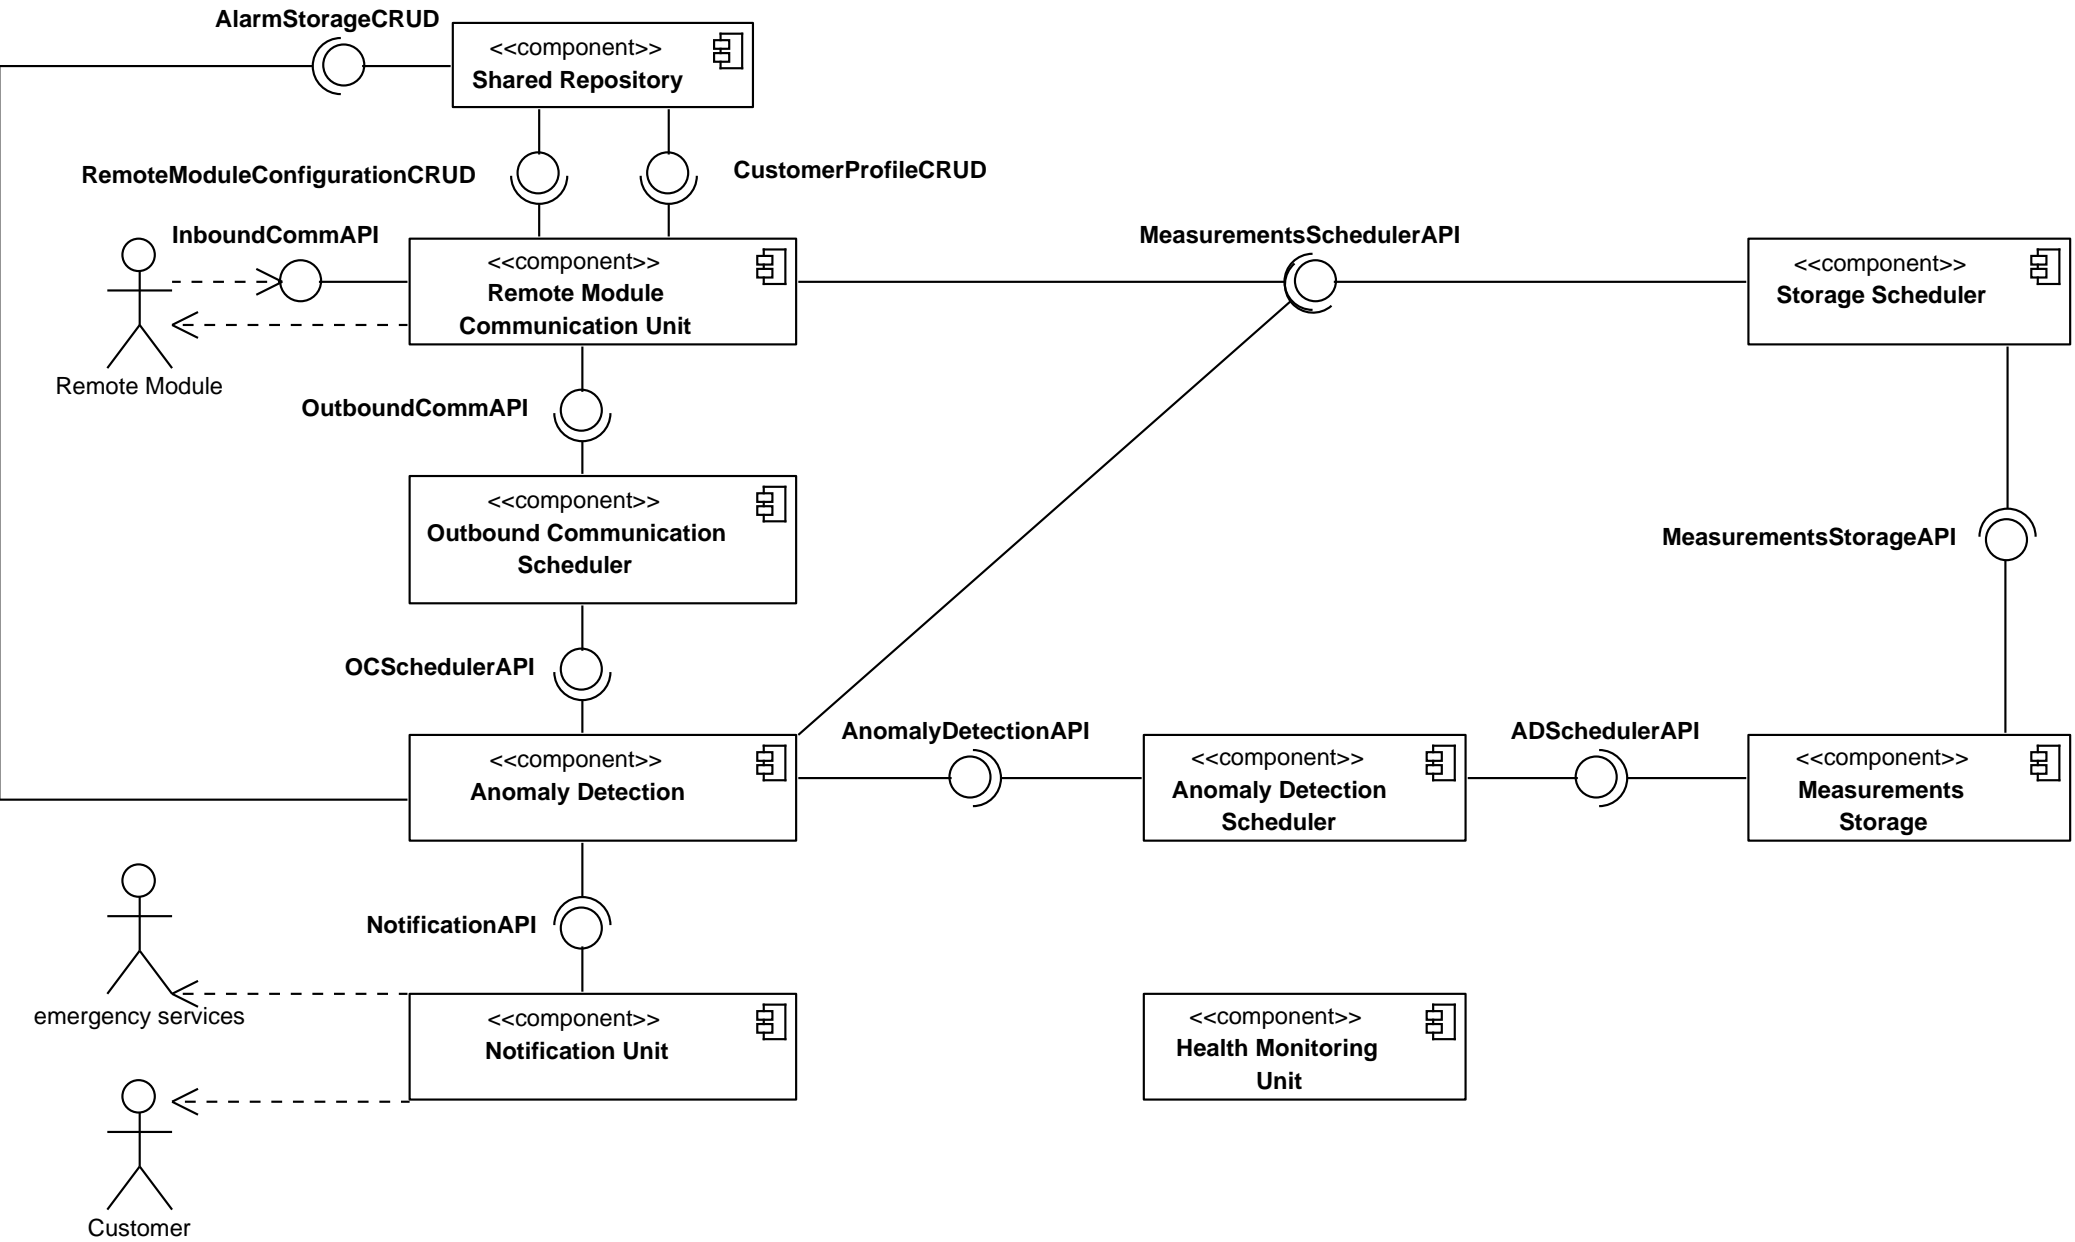 AlarmStorageCRUD
<<component>>
Shared Repository
RemoteModuleConfigurationCRUD
CustomerProfileCRUD
InboundCommAPI
MeasurementsSchedulerAPI
<<component>>
Remote Module
Communication Unit
<<component>>
Storage Scheduler
Remote Module
OutboundCommAPI
<<component>>
Outbound Communication
Scheduler
MeasurementsStorageAPI
OCSchedulerAPI
AnomalyDetectionAPI
ADSchedulerAPI
<<component>>
Anomaly Detection
<<component>>
Anomaly Detection
Scheduler
<<component>>
Measurements
Storage
NotificationAPI
emergency services
<<component>>
Notification Unit
<<component>>
Health Monitoring
Unit
Customer